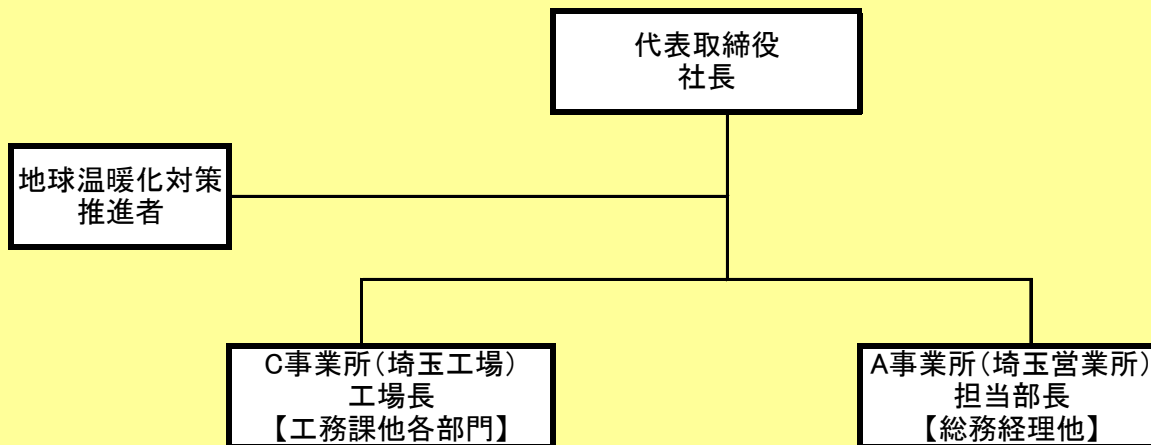 代表取締役
社長
地球温暖化対策
推進者
C事業所(埼玉工場)
工場長
【工務課他各部門】
A事業所(埼玉営業所)
担当部長
【総務経理他】